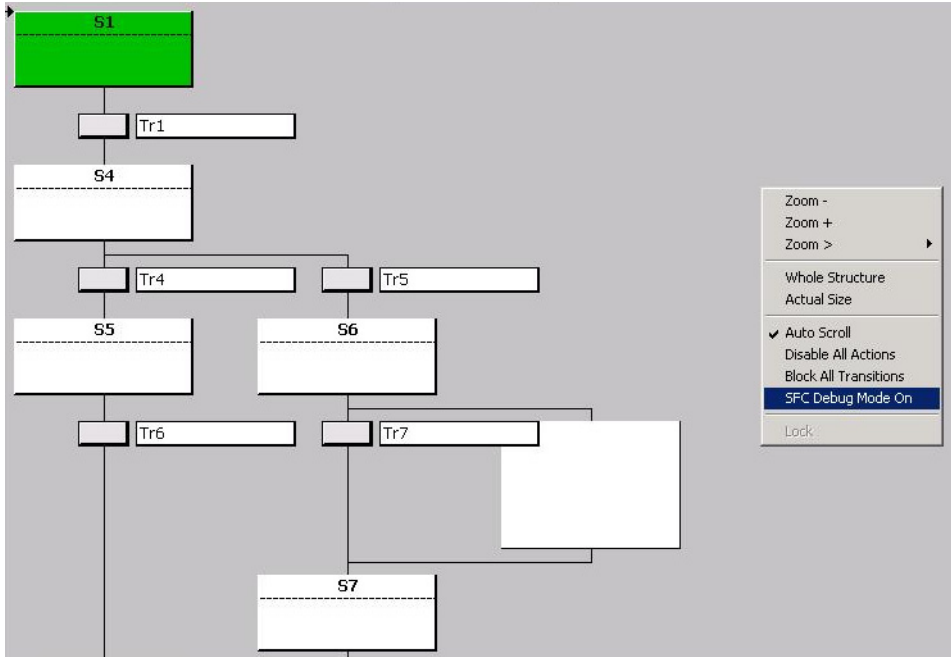 S1
Tr1
S4
Tr4
Tr5
S5
S6
Tr6
Tr7
S7
Zoom -
Zoom +
Zoom >
Whole Structure
Actual Size
Auto Scroll
Disable All Actions
Block All Transitions
SFC Debug Mode On
Lock